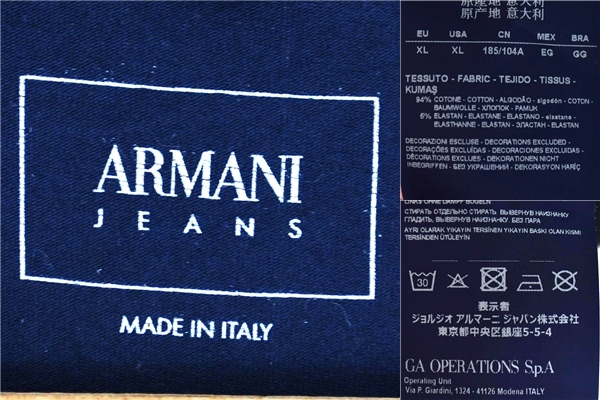 ARMANI
JEANS
MADE IN ITALY
原産地 意大利
原产地 意大利
EU USA CN MEX BRA
XL XL 185/104A EG GG
TESSUTO - FABRIC - TEJIDO - TISSUS -
KUMAŞ
94% COTONE - COTTON - ALGODÃO - algodón - COTON -
BAUMWOLLE - ХЛОПОК - PAMUK
6% ELASTAN - ELASTANE - ELASTANO - elastano -
ELASTHANNE - ELASTAN - ЭЛАСТАН - ELASTAN
DECORAZIONI ESCLUSE - DECORATIONS EXCLUDED -
DECORAÇÕES EXCLUÍDAS - DECORACIONES EXCLUIDAS -
DÉCORATIONS EXCLUES - DEKORATIONEN NICHT
INBEGRIFFEN - БЕЗ УКРАШЕНИЙ - DEKORASYON HARİÇ
LINKS OHNE DAMPF BÜGELN
СТИРАТЬ ОТДЕЛЬНО СТИРАТЬ, ВЫВЕРНУВ НАИЗНАНКУ
ГЛАДИТЬ, ВЫВЕРНУВ НАИЗНАНКУ, БЕЗ ПАРА
AYRI OLARAK YIKAYIN TERSİNEN YIKAYIN BASKI OLAN KISMI
TERSİNDEN ÜTÜLEYİN
30
表示者
ジョルジオ アルマーニ ジャパン株式会社
東京都中央区銀座5-5-4
GA OPERATIONS S.p.A
Operating Unit
Via P. Giardini, 1324 - 41126 Modena ITALY